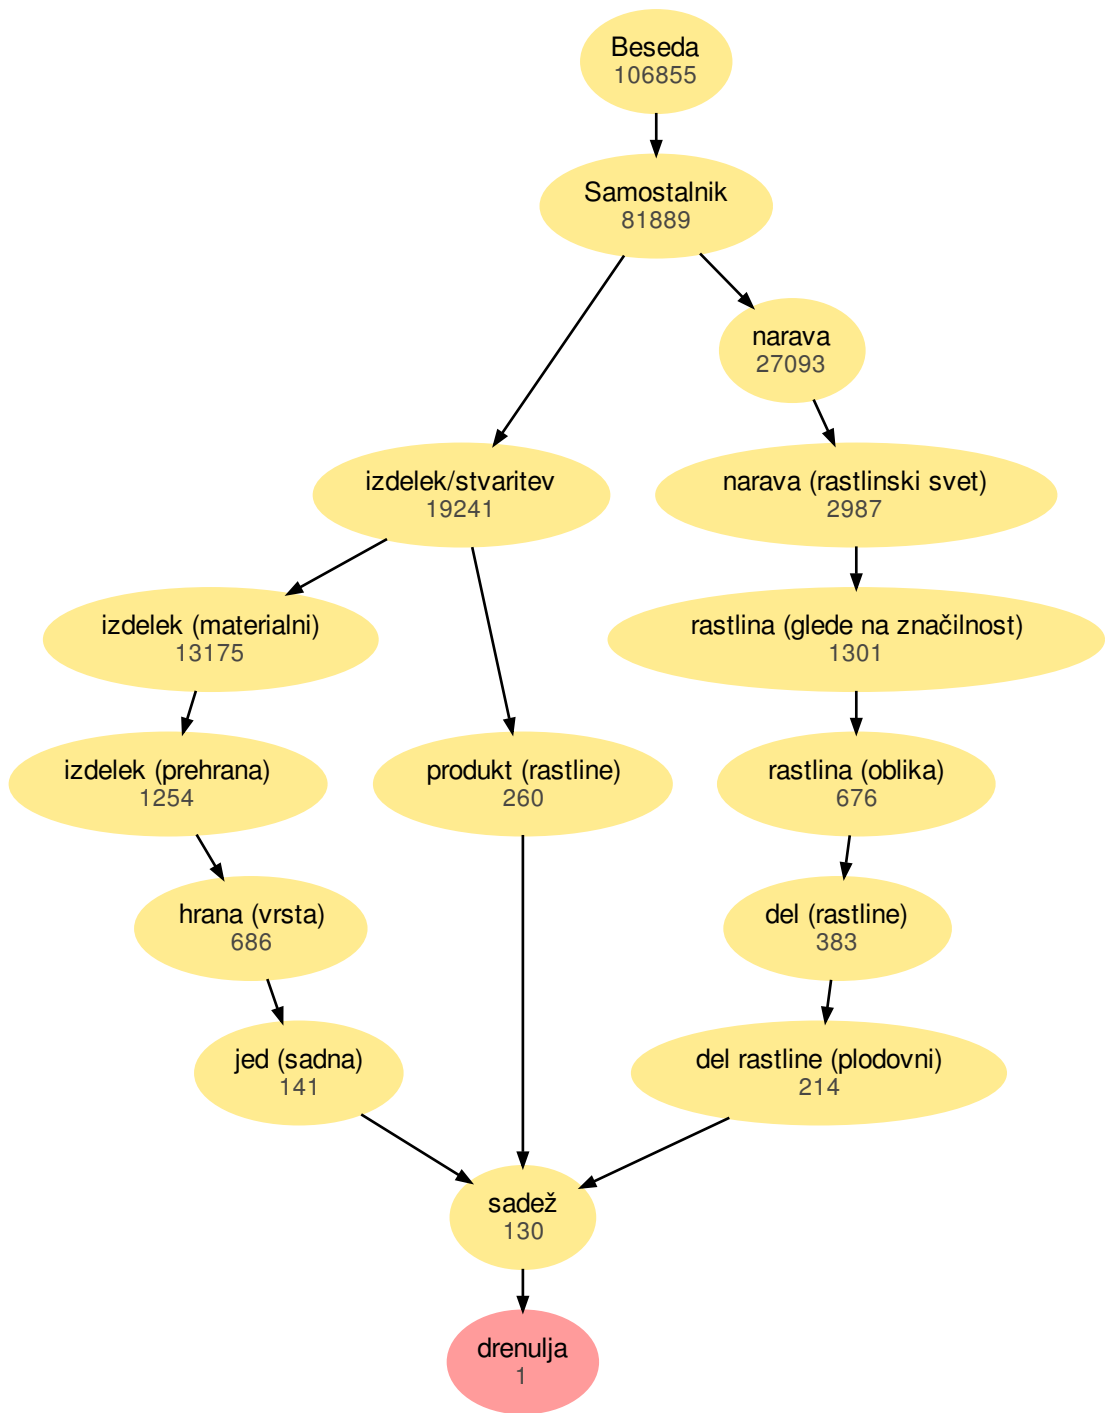 Beseda
106855
Samostalnik
81889
narava
27093
izdelek/stvaritev
19241
narava (rastlinski svet)
2987
izdelek (materialni)
13175
rastlina (glede na značilnost)
1301
izdelek (prehrana)
1254
produkt (rastline)
260
rastlina (oblika)
676
hrana (vrsta)
686
del (rastline)
383
jed (sadna)
141
del rastline (plodovni)
214
sadež
130
drenulja
1